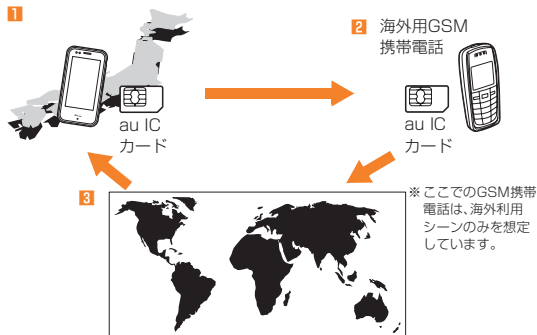 1
au IC
カード
2 海外用GSM
携帯電話
au IC
カード
3
※ ここでのGSM携帯
電話は、海外利用
シーンのみを想定
しています。